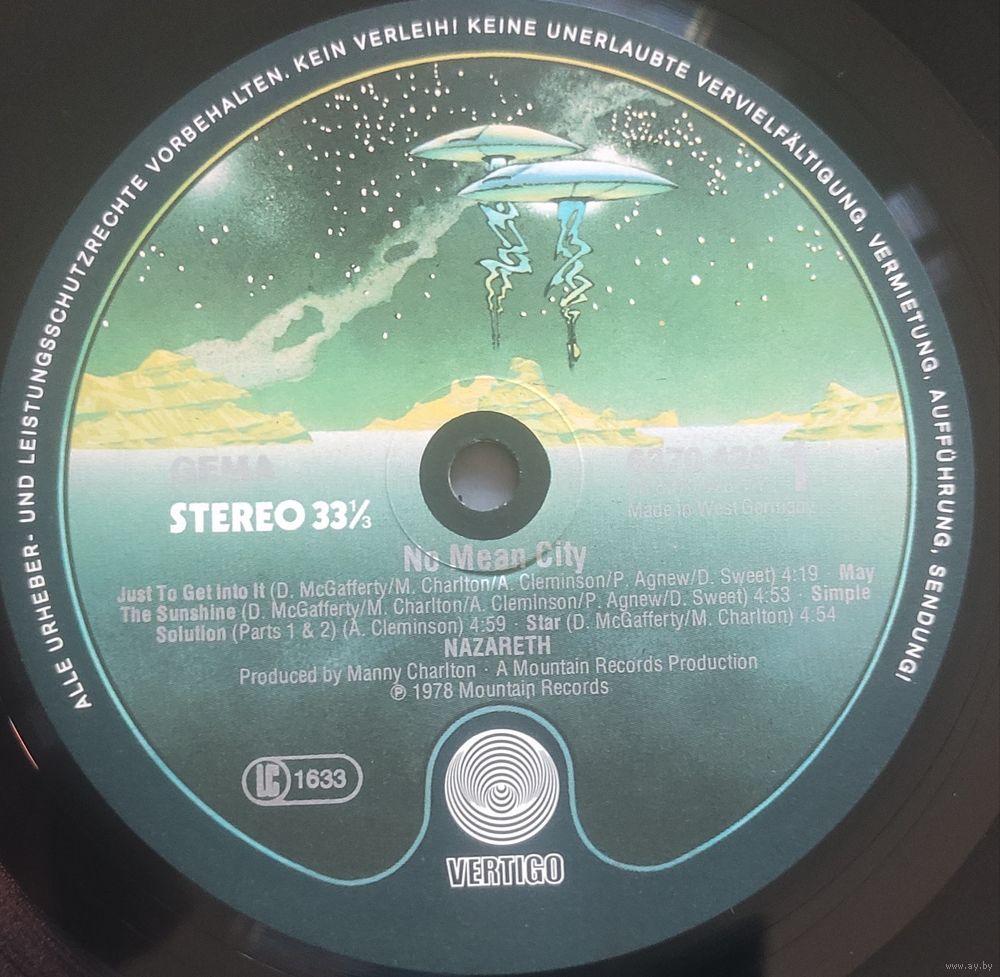 ALLE URHEBER- UND LEISTUNGSSCHUTZRECHTE VORBEHALTEN. KEIN VERLEIH! KEINE UNERLAUBTE VERVIELFÄLTIGUNG, VERMIETUNG, AUFFÜHRUNG, SENDUNG!
GEMA
1
STEREO 33⅓
Made in West Germany
No Mean City
Just To Get Into It (D. McGafferty/M. Charlton/A. Cleminson/P. Agnew/D. Sweet) 4:19 · May
The Sunshine (D. McGafferty/M. Charlton/A. Cleminson/P. Agnew/D. Sweet) 4:53 · Simple
Solution (Parts 1 & 2) (A. Cleminson) 4:59 · Star (D. McGafferty/M. Charlton) 4:54
NAZARETH
Produced by Manny Charlton · A Mountain Records Production
℗ 1978 Mountain Records
LC 1633
VERTIGO
www.ay.by